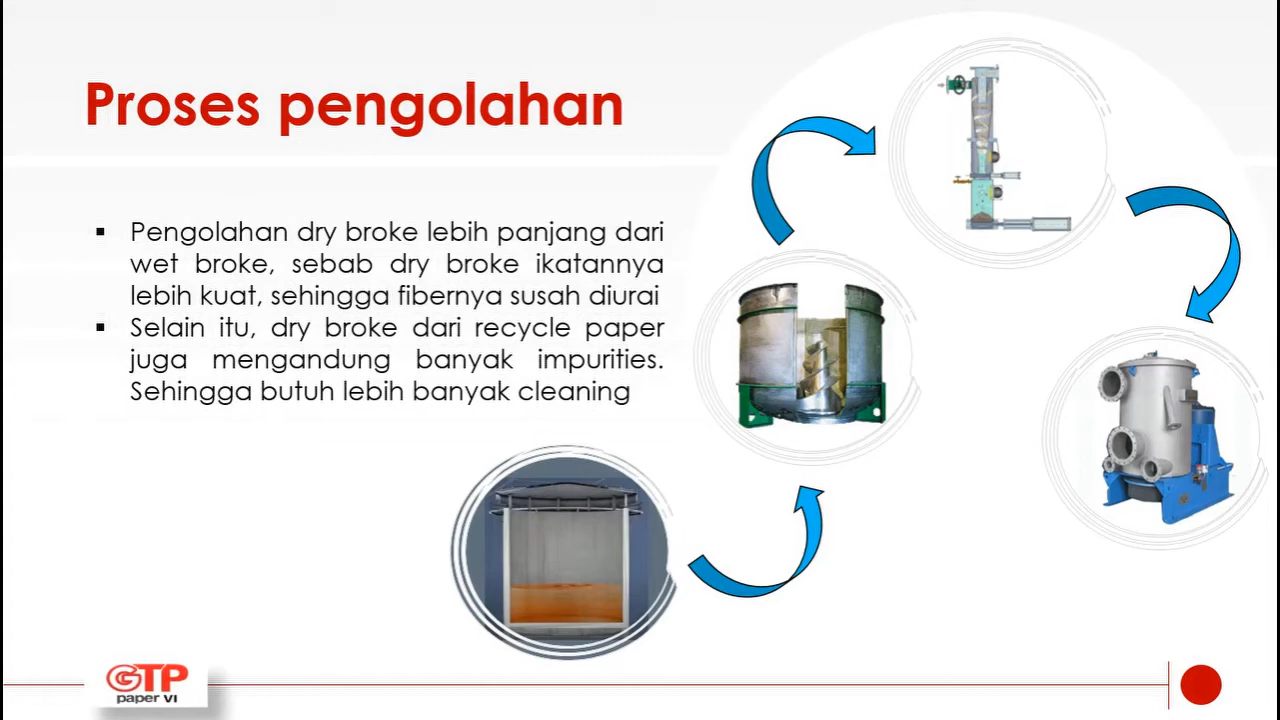 Proses pengolahan
▪ Pengolahan dry broke lebih panjang dari
wet broke, sebab dry broke ikatannya
lebih kuat, sehingga fibernya susah diurai
▪ Selain itu, dry broke dari recycle paper
juga mengandung banyak impurities.
Sehingga butuh lebih banyak cleaning
GTP
paper VI